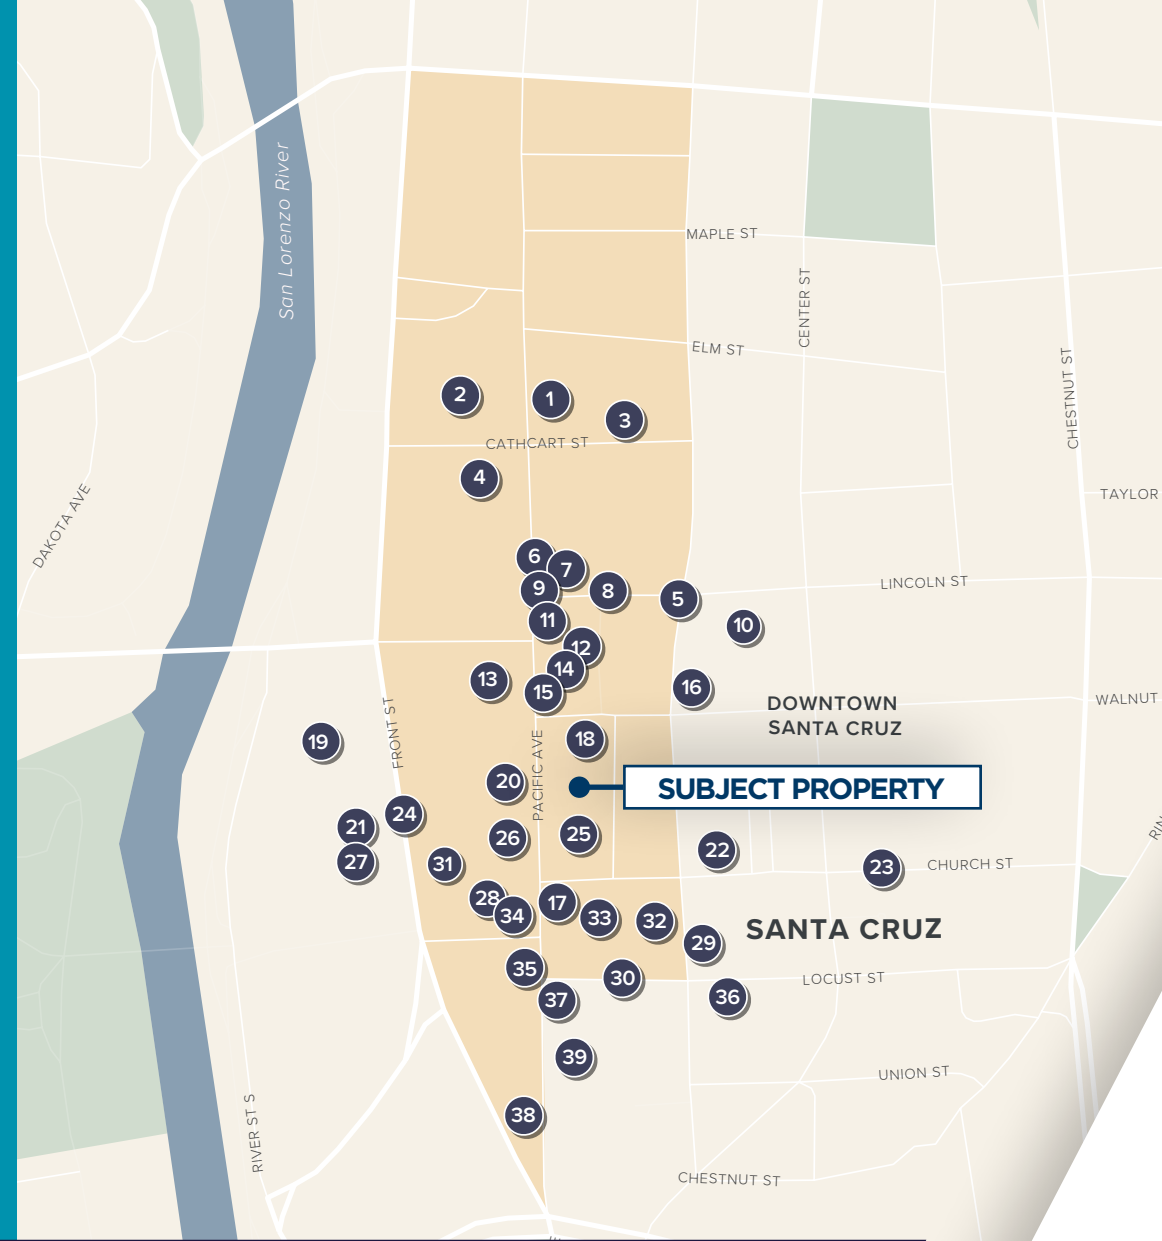 San Lorenzo River
MAPLE ST
CENTER ST
ELM ST
CHESTNUT ST
2
1
3
CATHCART ST
4
TAYLOR
DAKOTA AVE
6
7
9
8
5
LINCOLN ST
11
10
12
14
13
15
16
WALNUT
DOWNTOWN
SANTA CRUZ
FRONT ST
19
18
PACIFIC AVE
20
SUBJECT PROPERTY
24
21
26
25
27
31
22
23
CHURCH ST
28
34
17
33
32
29
SANTA CRUZ
35
30
LOCUST ST
37
36
39
UNION ST
38
RIVER ST S
CHESTNUT ST